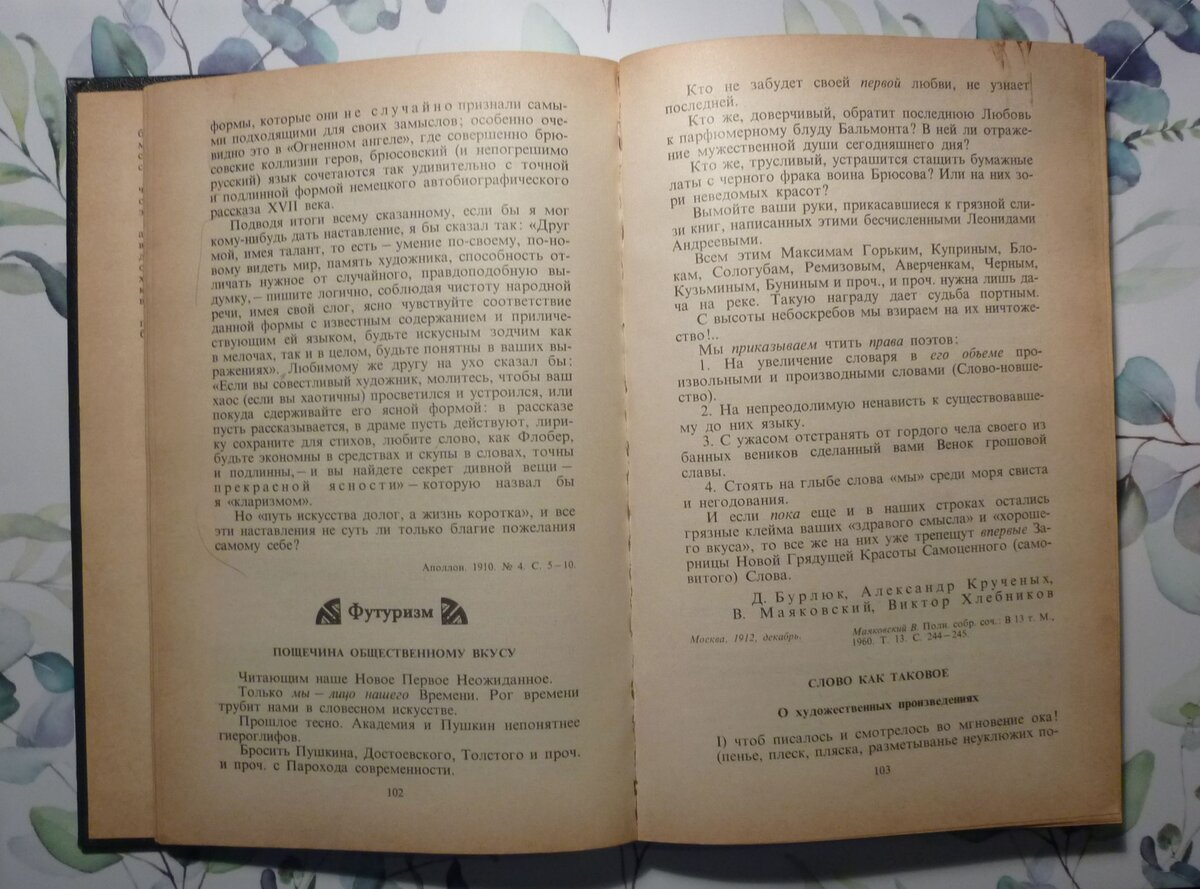 формы, которые они не случайно признали самы-
ми подходящими для своих замыслов; особенно оче-
видно это в «Огненном ангеле», где совершенно брю-
совские коллизии геров, брюсовский (и непогрешимо
русский) язык сочетаются так удивительно с точной
и подлинной формой немецкого автобиографического
рассказа XVII века.
Подводя итоги всему сказанному, если бы я мог
кому-нибудь дать наставление, я бы сказал так: «Друг
мой, имея талант, то есть – умение по-своему, по-но-
вому видеть мир, память художника, способность от-
личать нужное от случайного, правдоподобную вы-
думку, – пишите логично, соблюдая чистоту народной
речи, имея свой слог, ясно чувствуйте соответствие
данной формы с известным содержанием и приличе-
ствующим ей языком, будьте искусным зодчим как
в мелочах, так и в целом, будьте понятны в ваших вы-
ражениях». Любимому же другу на ухо сказал бы:
«Если вы совестливый художник, молитесь, чтобы ваш
хаос (если вы хаотичны) просветился и устроился, или
покуда сдерживайте его ясной формой: в рассказе
пусть рассказывается, в драме пусть действуют, лири-
ку сохраните для стихов, любите слово, как Флобер,
будьте экономны в средствах и скупы в словах, точны
и подлинны, – и вы найдете секрет дивной вещи –
прекрасной ясности» – которую назвал бы
я «кларизмом».
Но «путь искусства долог, а жизнь коротка», и все
эти наставления не суть ли только благие пожелания
самому себе?
Аполлон. 1910. № 4. С. 5–10.
Футуризм
ПОЩЕЧИНА ОБЩЕСТВЕННОМУ ВКУСУ
Читающим наше Новое Первое Неожиданное.
Только мы – лицо нашего Времени. Рог времени
трубит нами в словесном искусстве.
Прошлое тесно. Академия и Пушкин непонятнее
гиероглифов.
Бросить Пушкина, Достоевского, Толстого и проч.
и проч. с Парохода современности.
102
Кто не забудет своей первой любви, не узнает
последней.
Кто же, доверчивый, обратит последнюю Любовь
к парфюмерному блуду Бальмонта? В ней ли отраже-
ние мужественной души сегодняшнего дня?
Кто же, трусливый, устрашится стащить бумажные
латы с черного фрака воина Брюсова? Или на них зо-
ри неведомых красот?
Вымойте ваши руки, прикасавшиеся к грязной сли-
зи книг, написанных этими бесчисленными Леонидами
Андреевыми.
Всем этим Максимам Горьким, Куприным, Бло-
кам, Сологубам, Ремизовым, Аверченкам, Черным,
Кузьминым, Буниным и проч., и проч. нужна лишь да-
ча на реке. Такую награду дает судьба портным.
С высоты небоскребов мы взираем на их ничтоже-
ство!..
Мы приказываем чтить права поэтов:
1. На увеличение словаря в его объеме про-
извольными и производными словами (Слово-новше-
ство).
2. На непреодолимую ненависть к существовавше-
му до них языку.
3. С ужасом отстранять от гордого чела своего из
банных веников сделанный вами Венок грошовой
славы.
4. Стоять на глыбе слова «мы» среди моря свиста
и негодования.
И если пока еще и в наших строках остались
грязные клейма ваших «здравого смысла» и «хороше-
го вкуса», то все же на них уже трепещут впервые За-
рницы Новой Грядущей Красоты Самоценного (само-
витого) Слова.
Д. Бурлюк, Александр Крученых,
В. Маяковский, Виктор Хлебников
Москва, 1912, декабрь.
Маяковский В. Полн. собр. соч.: В 13 т. М.,
1960. Т. 13. С. 244–245.
СЛОВО КАК ТАКОВОЕ
О художественных произведениях
I) чтоб писалось и смотрелось во мгновение ока!
(пенье, плеск, пляска, разметыванье неуклюжих по-
103